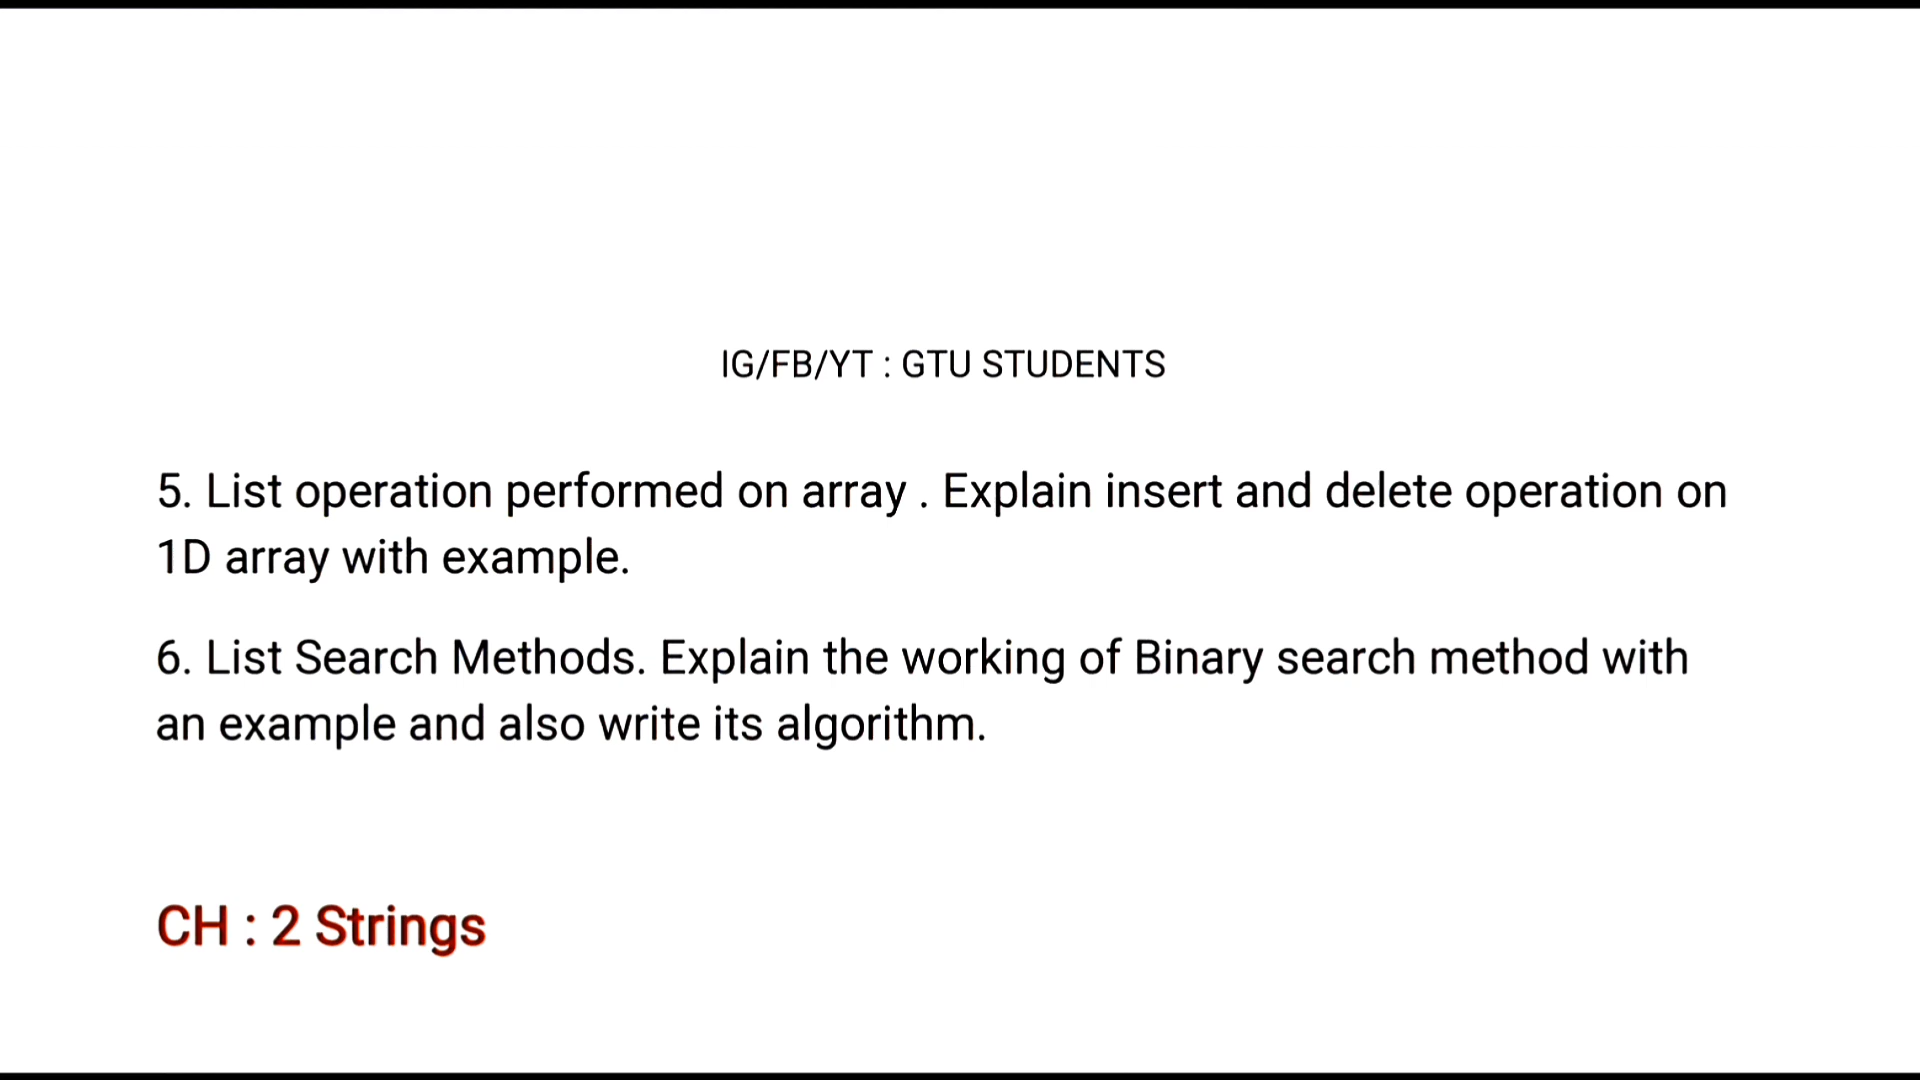 IG/FB/YT : GTU STUDENTS
5. List operation performed on array . Explain insert and delete operation on
1D array with example.
6. List Search Methods. Explain the working of Binary search method with
an example and also write its algorithm.
CH : 2 Strings